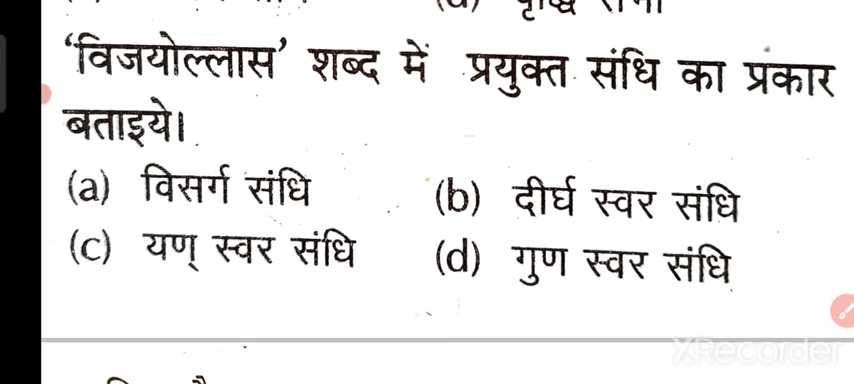 (d) वृद्धि संधि
'विजयोल्लास' शब्द में प्रयुक्त संधि का प्रकार
बताइये।
(a) विसर्ग संधि (b) दीर्घ स्वर संधि
(c) यण् स्वर संधि (d) गुण स्वर संधि
XRecorder